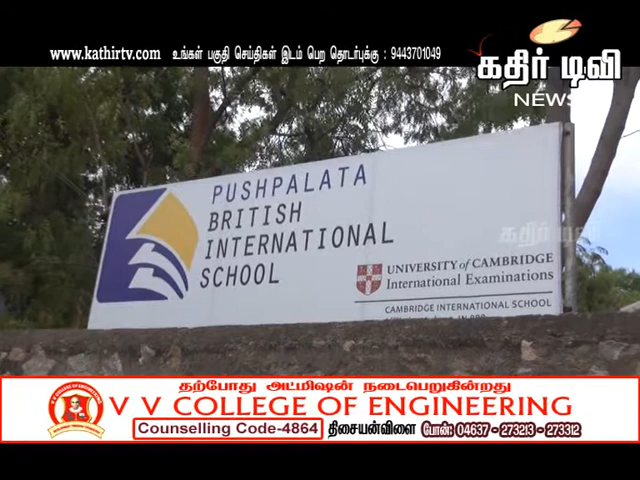 www.kathirtv.com உங்கள் பகுதி செய்திகள் இடம் பெற தொடர்புக்கு : 9443701049
கதிர் டிவி
NEWS
PUSHPALATA
BRITISH
INTERNATIONAL
SCHOOL
கதிர் டிவி
UNIVERSITY of CAMBRIDGE
International Examinations
CAMBRIDGE INTERNATIONAL SCHOOL
தற்போது அட்மிஷன் நடைபெறுகின்றது
V V COLLEGE OF ENGINEERING
Counselling Code-4864 திசையன்விளை போன்: 04637 - 273213 - 273312